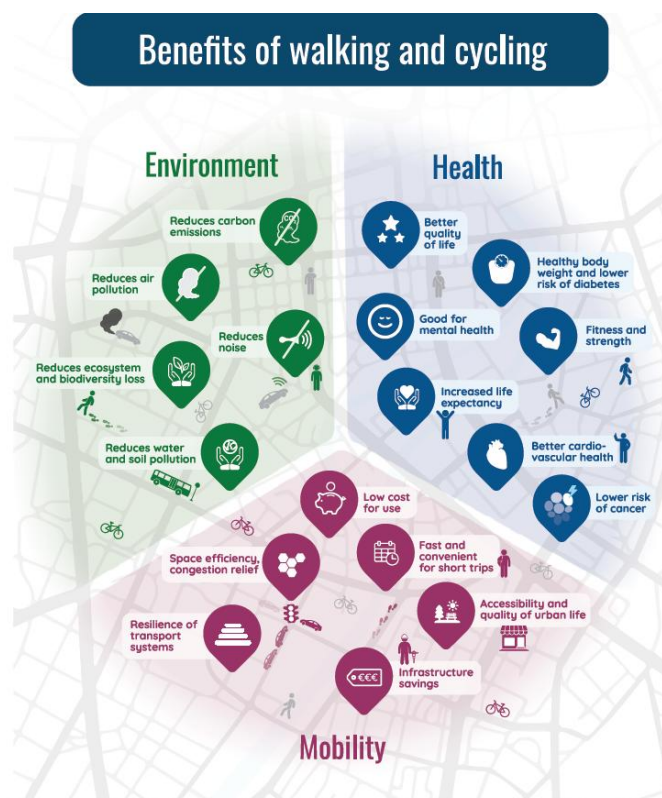 Benefits of walking and cycling
Environment
Reduces carbon
emissions
Reduces air
pollution
Reduces
noise
Reduces ecosystem
and biodiversity loss
Reduces water
and soil pollution
Health
Better
quality
of life
Healthy body
weight and lower
risk of diabetes
Good for
mental health
Fitness and
strength
Increased life
expectancy
Better cardio-
vascular health
Lower risk
of cancer
Low cost
for use
Space efficiency,
congestion relief
Fast and
convenient
for short trips
Resilience of
transport
systems
Accessibility and
quality of urban life
€€€
Infrastructure
savings
Mobility